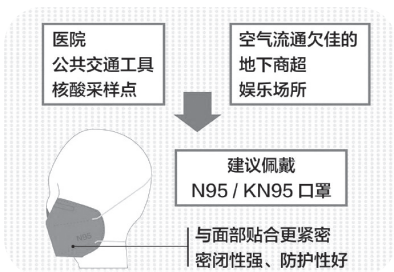 医院
公共交通工具
核酸采样点
空气流通欠佳的
地下商超
娱乐场所
建议佩戴
N95 / KN95 口罩
N95
与面部贴合更紧密
密闭性强、防护性好